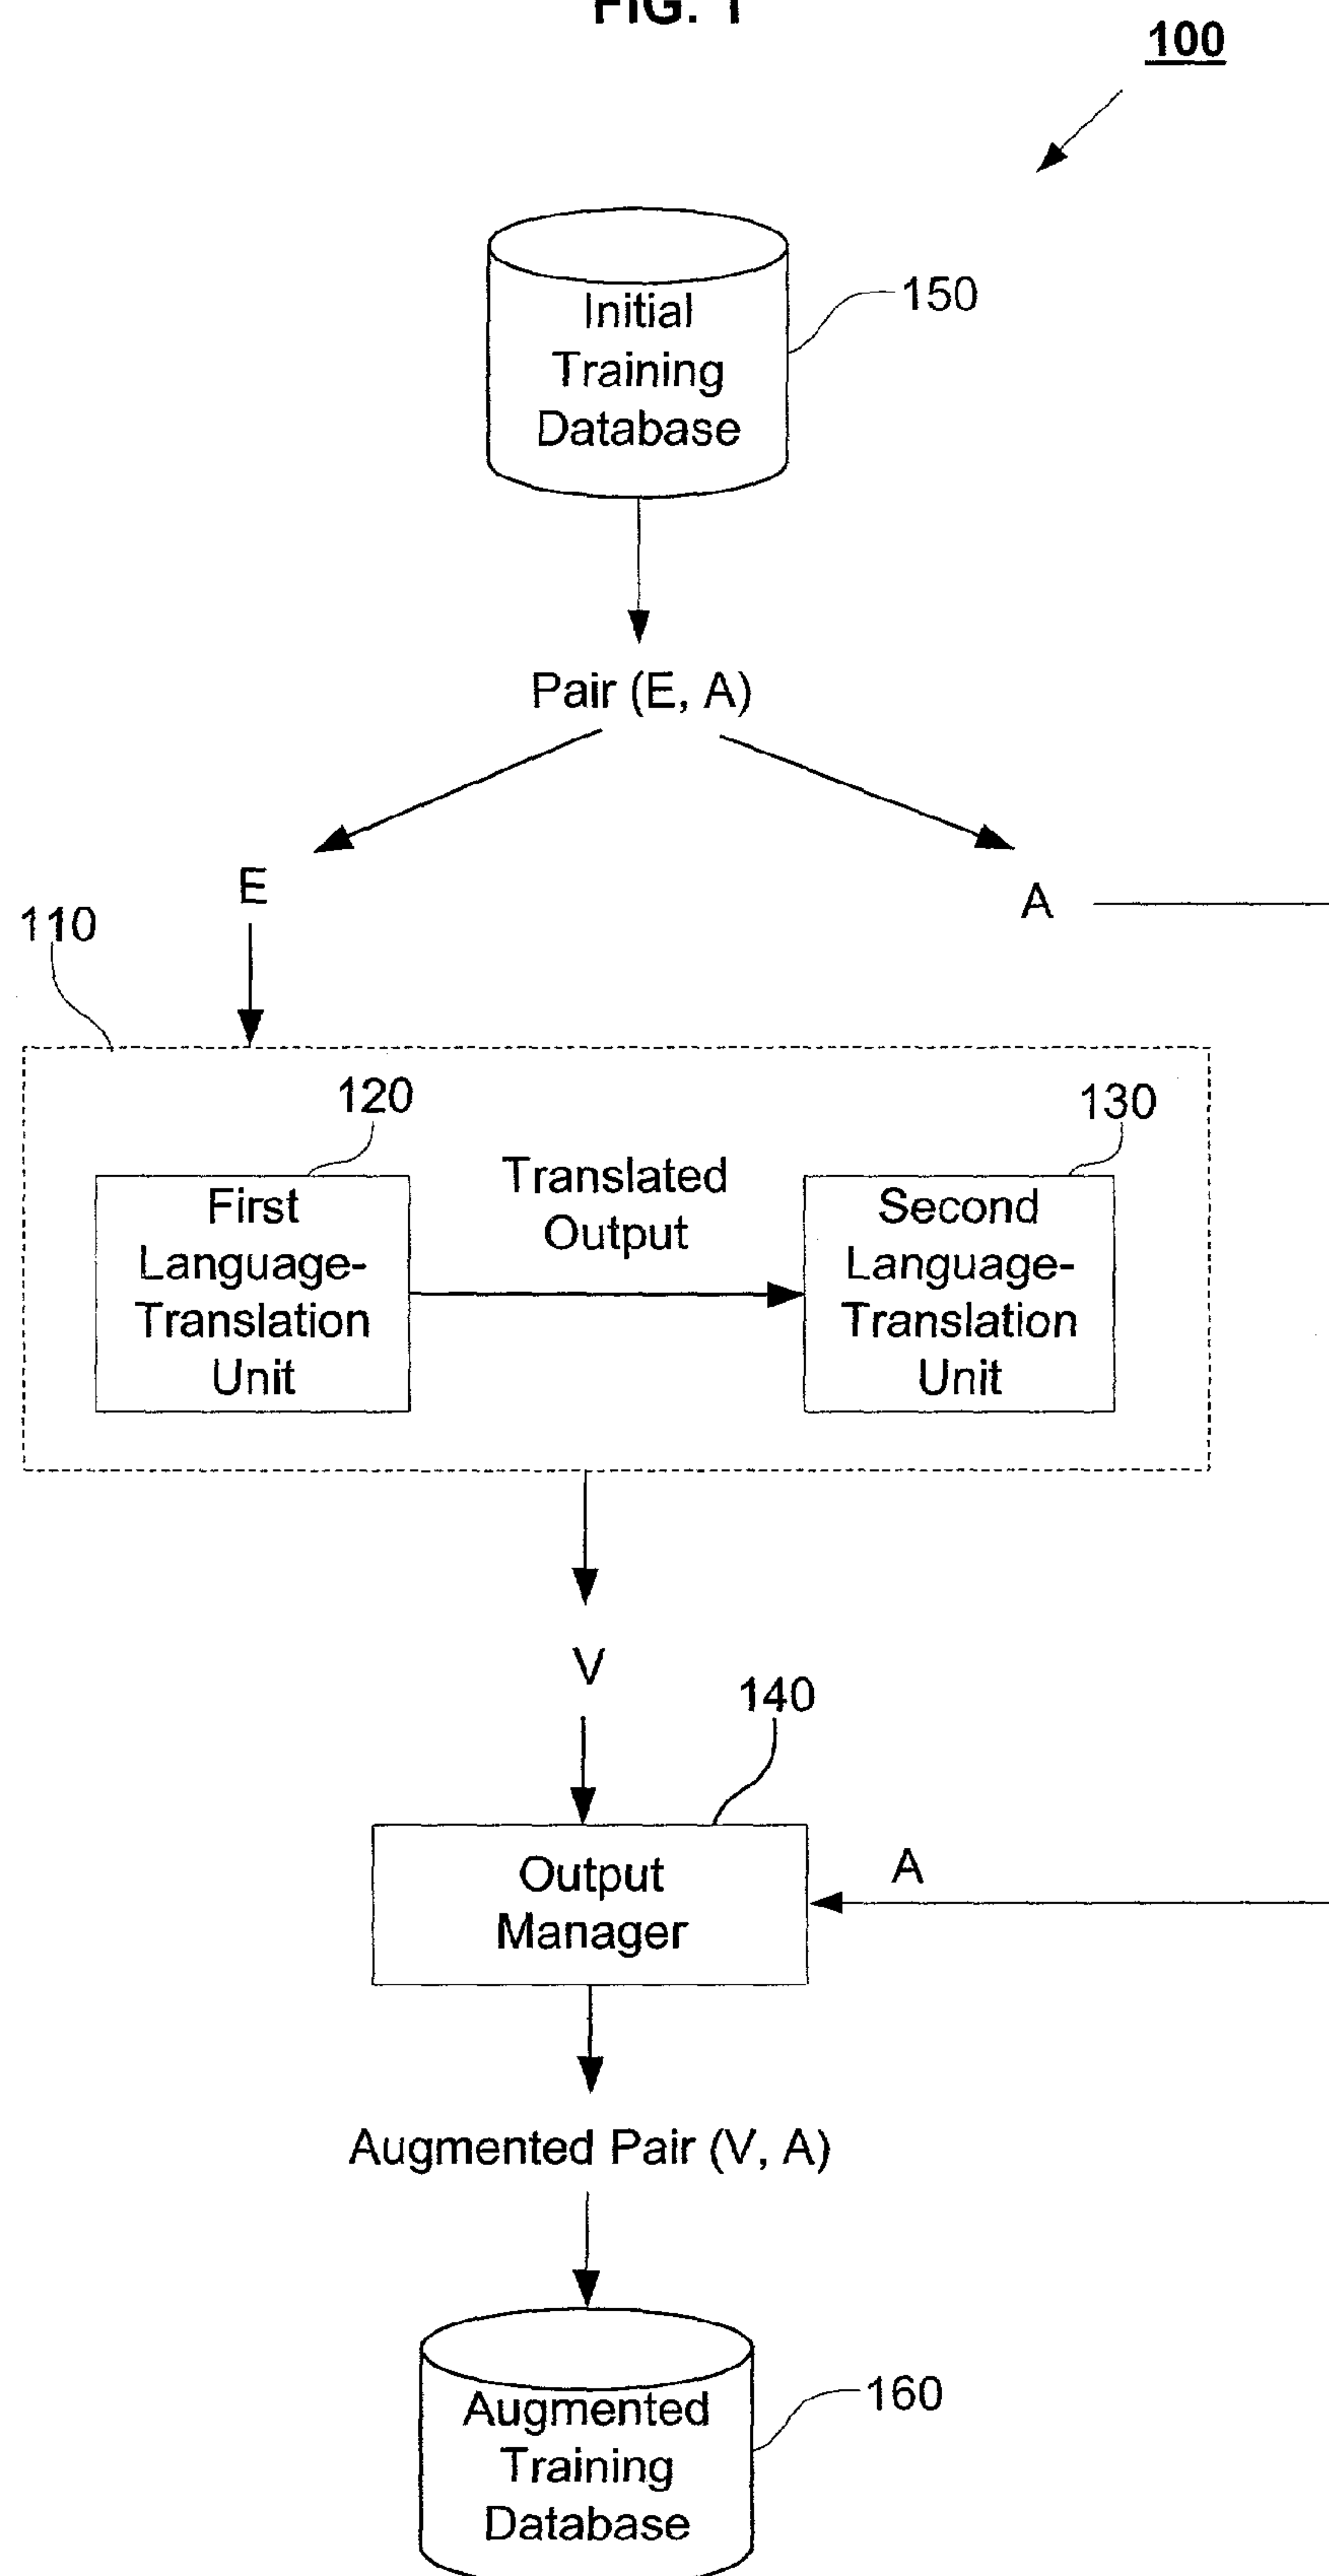 FIG. 1
100
Initial
Training
Database
150
Pair (E, A)
E
A
110
120
130
First
Language-
Translation
Unit
Translated
Output
Second
Language-
Translation
Unit
V
140
Output
Manager
A
Augmented Pair (V, A)
Augmented
Training
Database
160